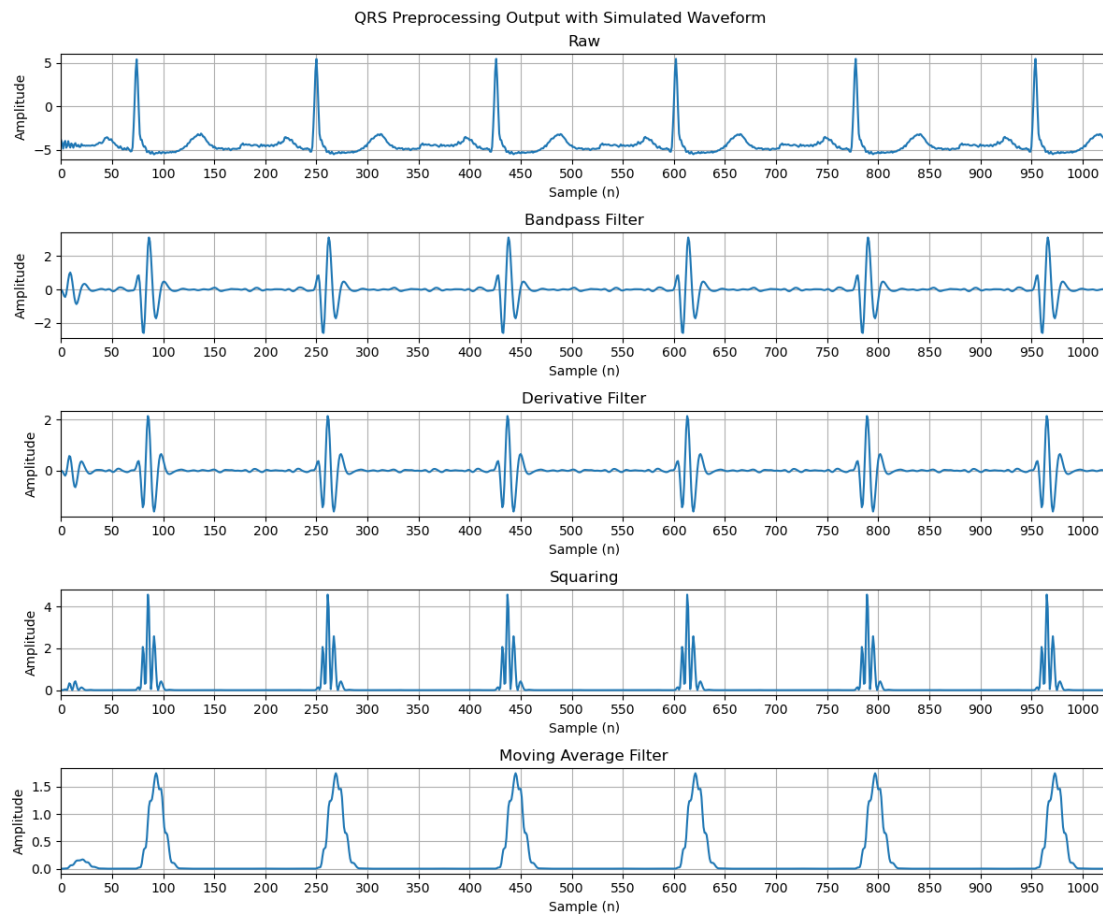 QRS Preprocessing Output with Simulated Waveform
Raw
Amplitude
5
0
−5
0 50 100 150 200 250 300 350 400 450 500 550 600 650 700 750 800 850 900 950 1000
Sample (n)
Bandpass Filter
Amplitude
2
0
−2
0 50 100 150 200 250 300 350 400 450 500 550 600 650 700 750 800 850 900 950 1000
Sample (n)
Derivative Filter
Amplitude
2
0
0 50 100 150 200 250 300 350 400 450 500 550 600 650 700 750 800 850 900 950 1000
Sample (n)
Squaring
Amplitude
4
2
0
0 50 100 150 200 250 300 350 400 450 500 550 600 650 700 750 800 850 900 950 1000
Sample (n)
Moving Average Filter
Amplitude
1.5
1.0
0.5
0.0
0 50 100 150 200 250 300 350 400 450 500 550 600 650 700 750 800 850 900 950 1000
Sample (n)